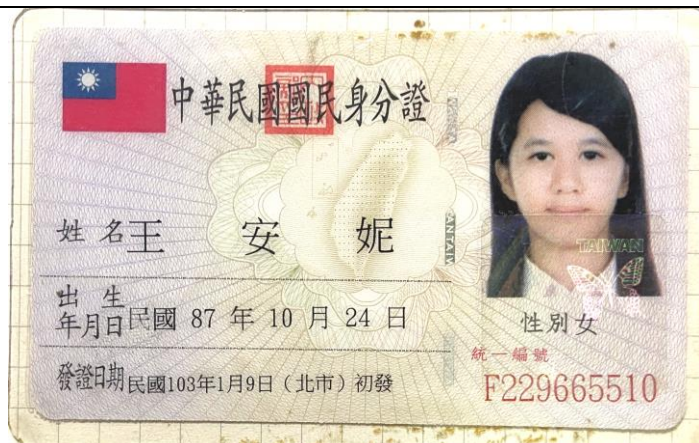 中華民國國民身分證
姓名 王安妮
出生年月日 民國 87 年 10 月 24 日
發證日期 民國103年1月9日（北市）初發
TAIWAN
性別 女
統一編號
F229665510